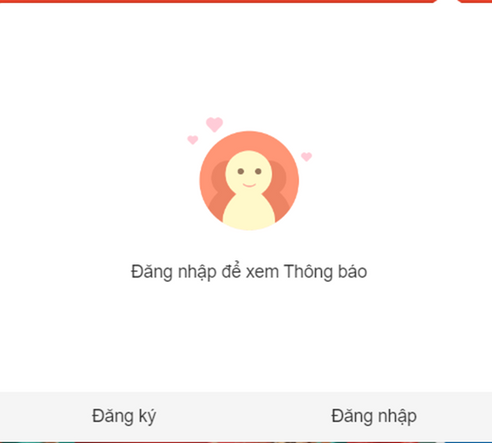 Đăng nhập để xem Thông báo
Đăng ký
Đăng nhập